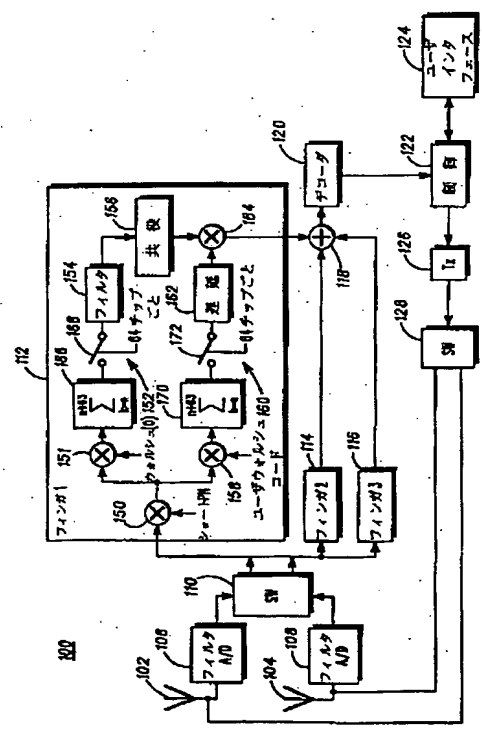 100
112
フィンガ1
166
n+63
Σ
n
168
154
フィルタ
156
共役
151
152
64チップ
ごと
ウォルシュ(0)
150
ショートPN
170
n+63
Σ
n
172
162
遅延
164
158
160
64チップごと
ユーザウォルシュ
コード
102
108
フィルタ
A/D
104
108
フィルタ
A/D
110
SW
114
フィンガ2
116
フィンガ3
118
120
デコーダ
122
制御
124
ユーザ
インタ
フェース
126
Tx
128
SW